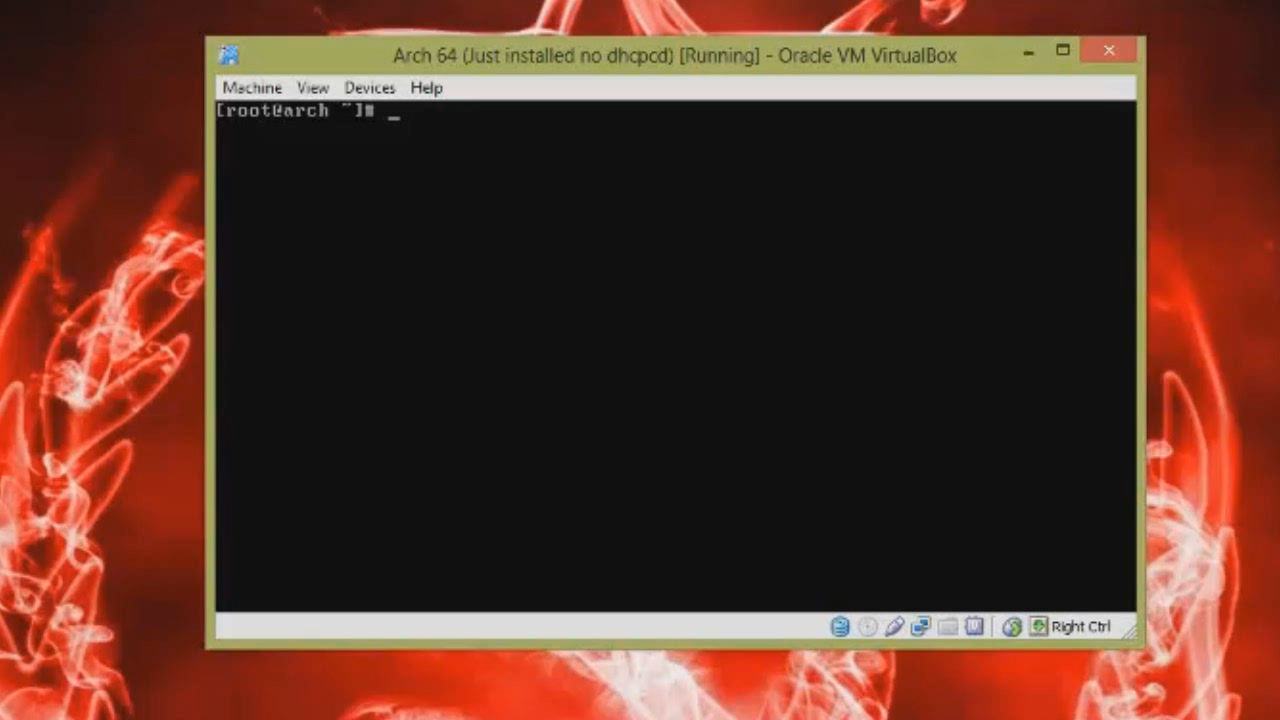 Arch 64 (Just installed no dhcpcd) [Running] - Oracle VM VirtualBox
Machine View Devices Help
[root@arch ~]# _
Right Ctrl